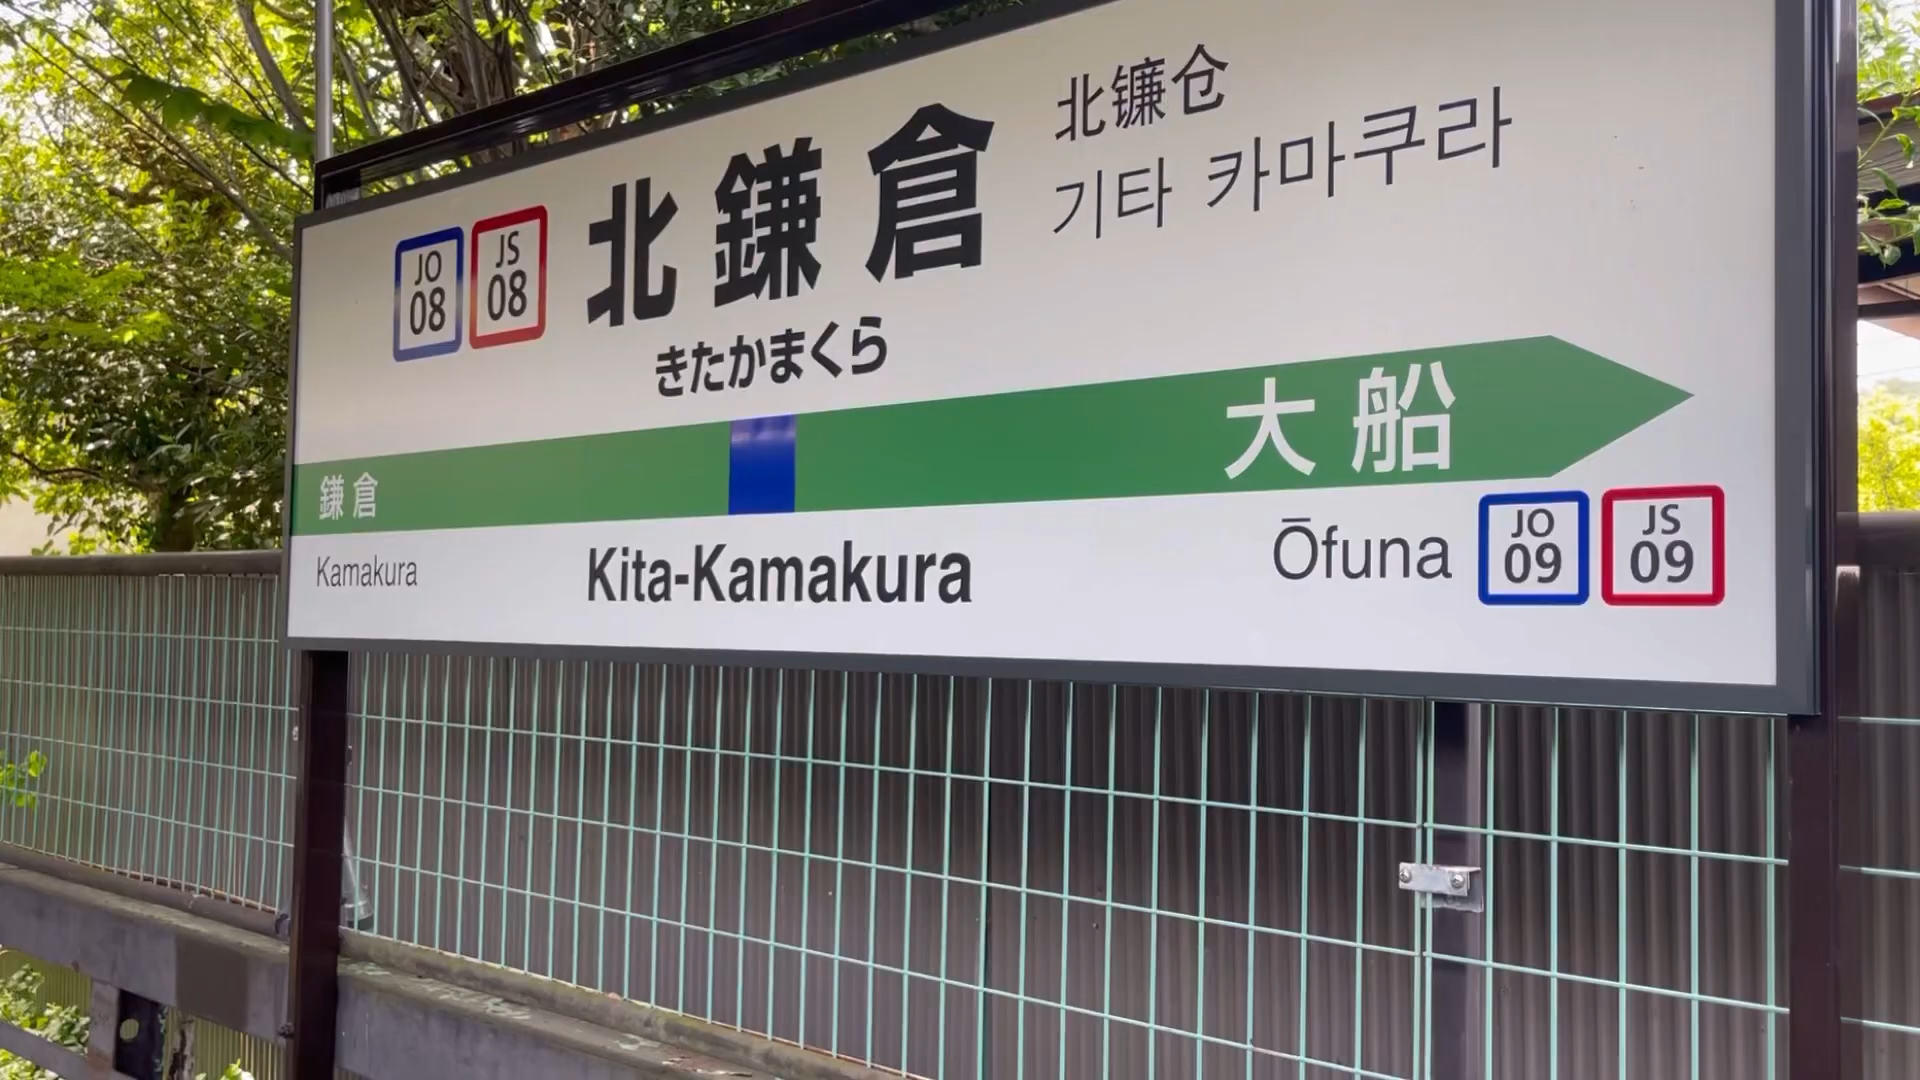 北镰仓
기타 카마쿠라
JO 08
JS 08
北鎌倉
きたかまくら
鎌倉
大船
Kamakura
Kita-Kamakura
Ōfuna
JO 09
JS 09